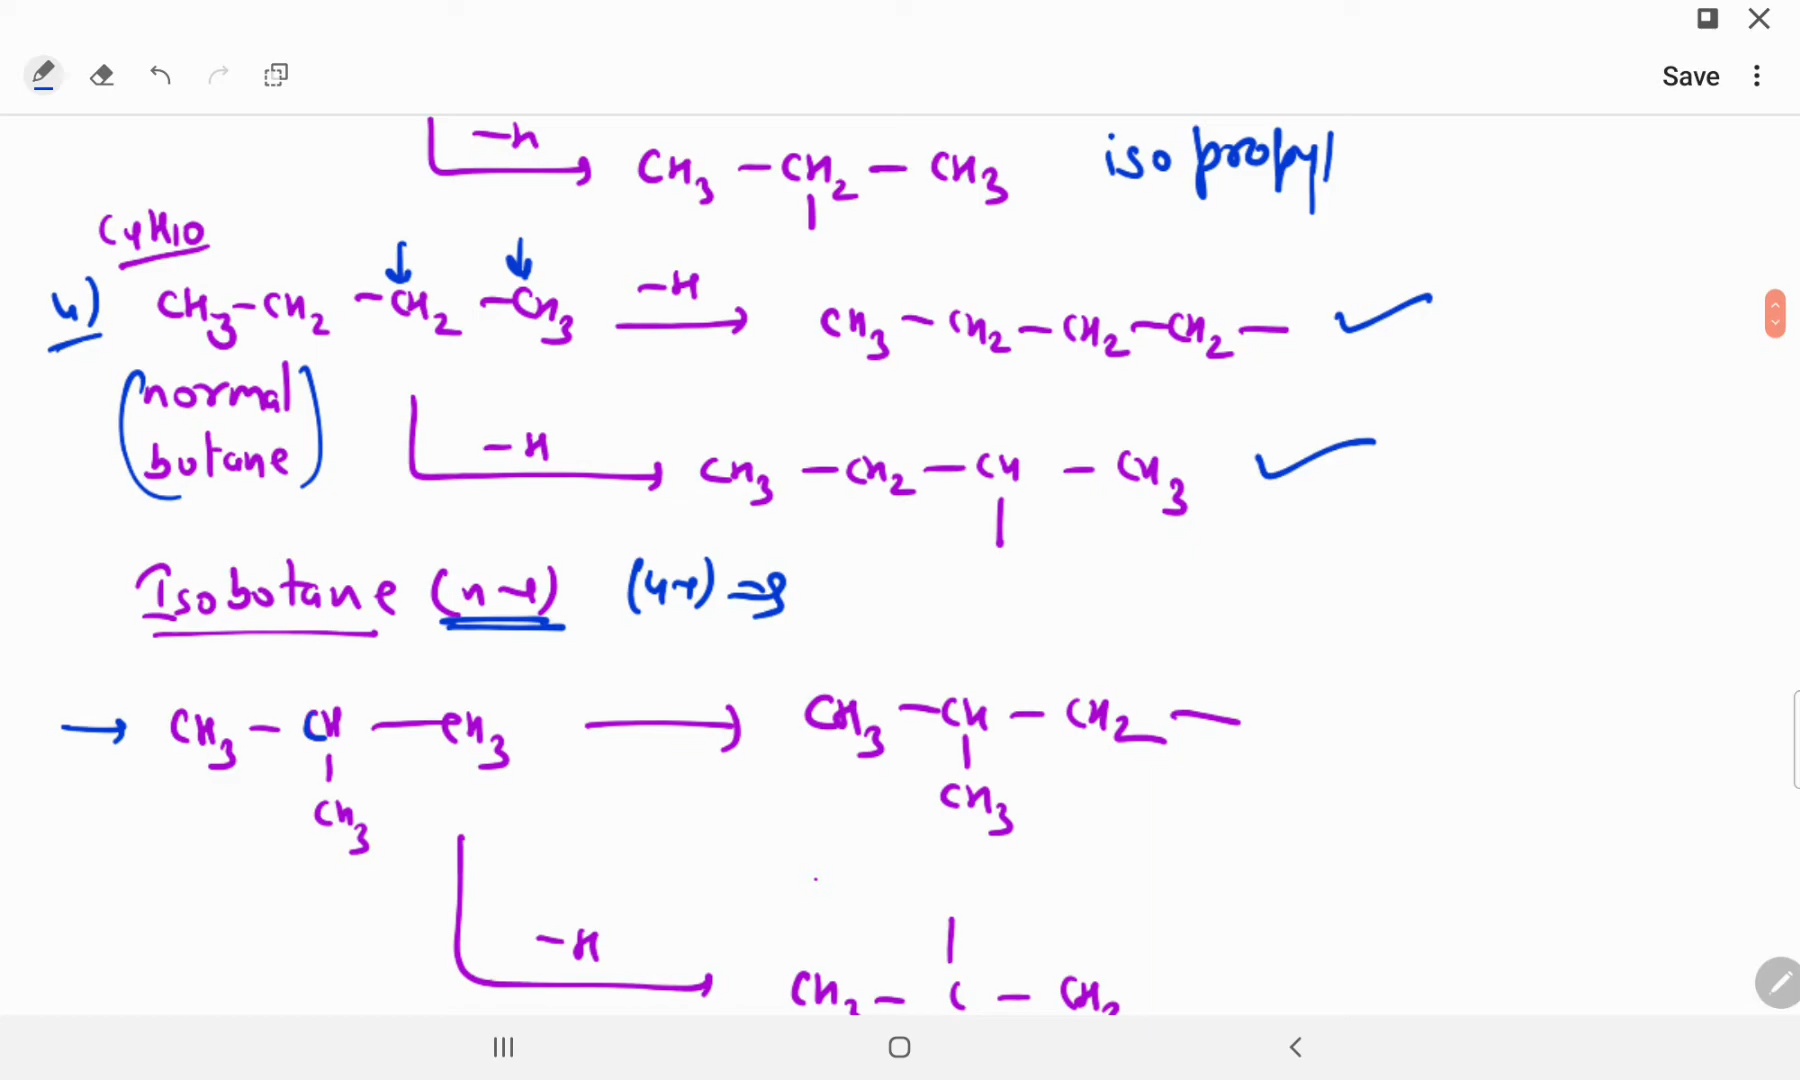 Save
-H
CH3 - CH2 - CH3 iso propyl
|
C4H10
4) CH3-CH2 -CH2 -CH3 -H CH3 - CH2 - CH2 - CH2 -
(normal butane)
-H CH3 - CH2 - CH - CH3
|
Isobutane (n-1) (4-1) => 3
→ CH3 - CH - CH3 → CH3 - CH - CH2 -
| |
CH3 CH3
-H
|
CH3 - C - CH3